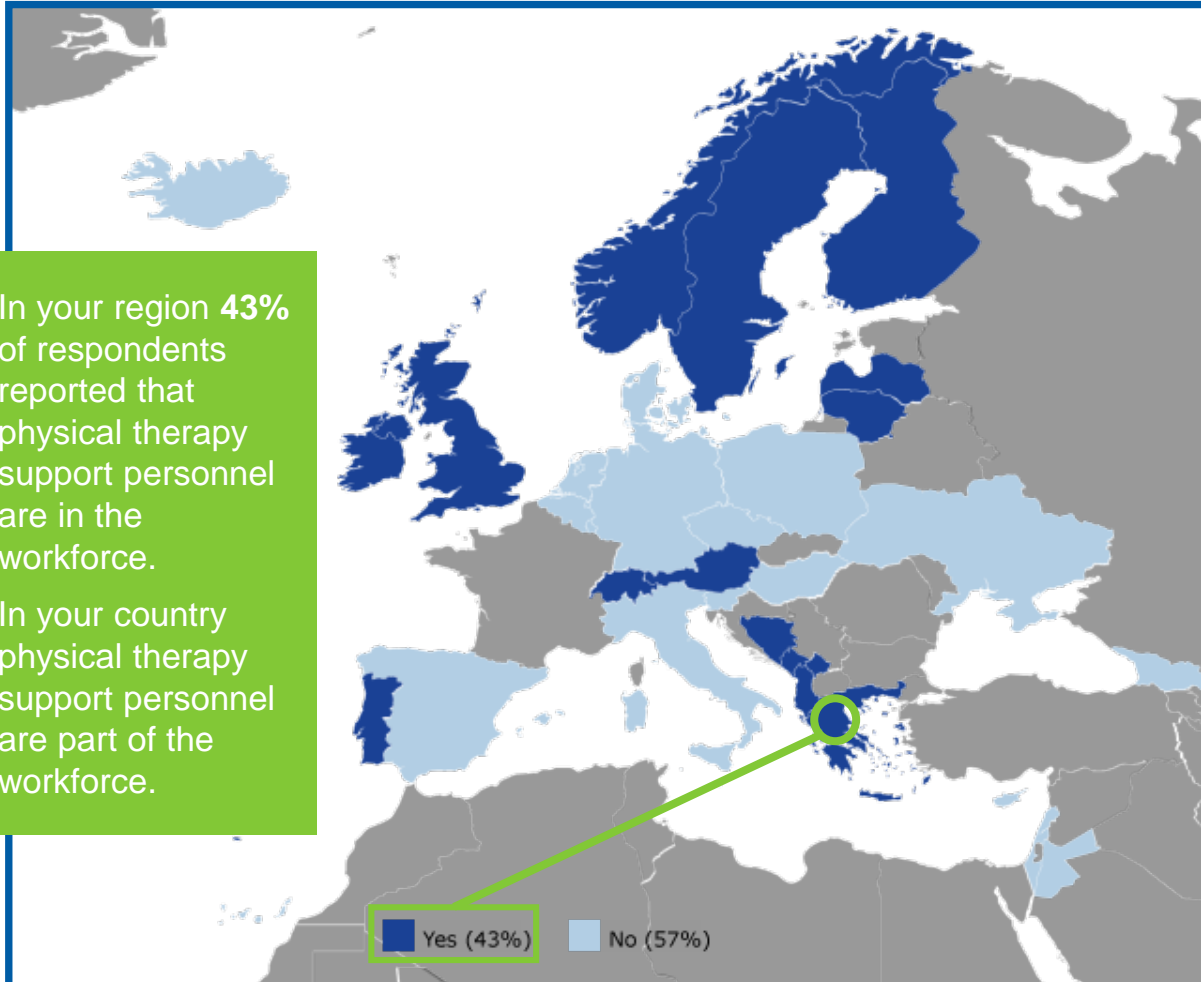 In your region 43%
of respondents
reported that
physical therapy
support personnel
are in the
workforce.
In your country
physical therapy
support personnel
are part of the
workforce.
Yes (43%)
No (57%)